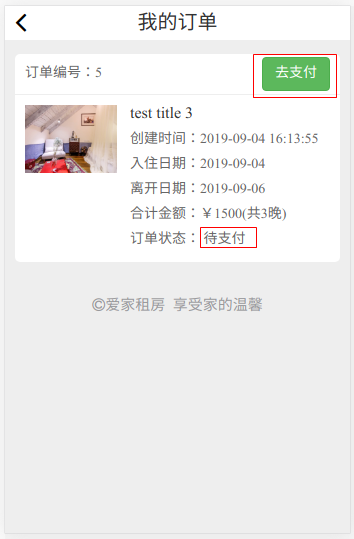 我的订单
订单编号：5
去支付
test title 3
创建时间：2019-09-04 16:13:55
入住日期：2019-09-04
离开日期：2019-09-06
合计金额：￥1500(共3晚)
订单状态：待支付
©爱家租房 享受家的温馨